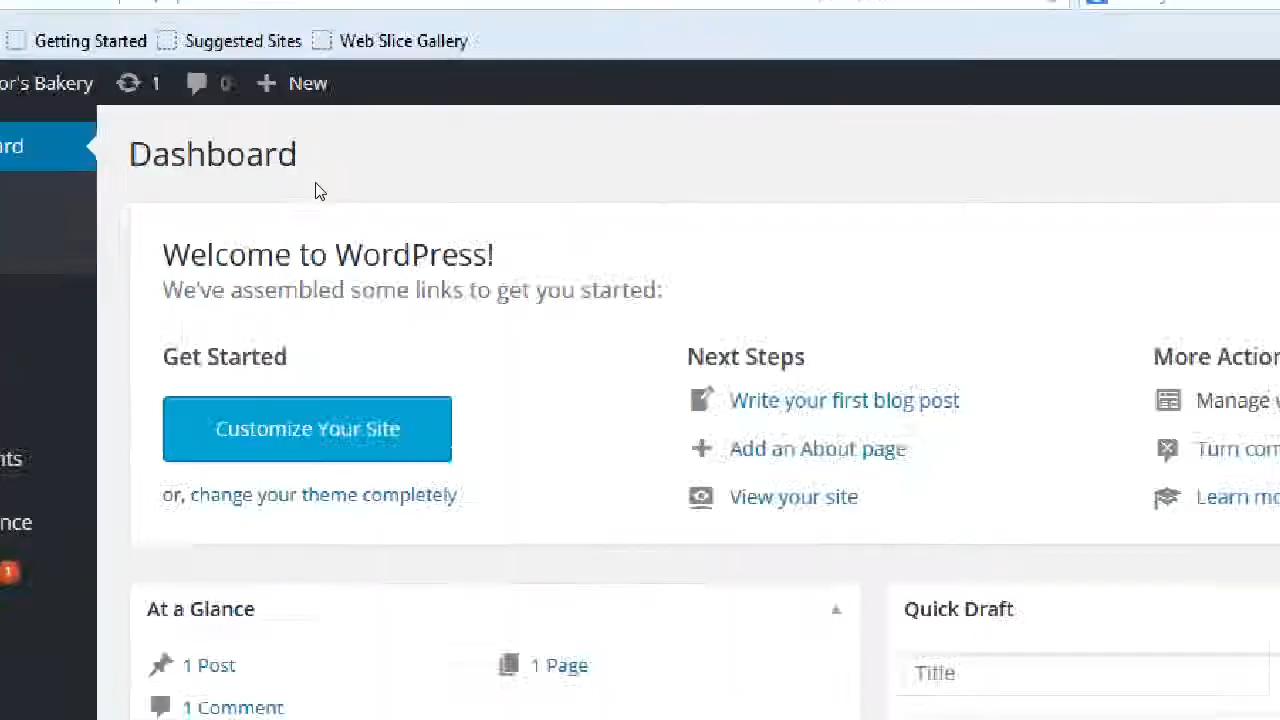 Getting Started Suggested Sites Web Slice Gallery
or's Bakery 1 0 New
rd
Dashboard
Welcome to WordPress!
We've assembled some links to get you started:
Get Started Next Steps More Action
Customize Your Site
Write your first blog post
Manage
Add an About page
Turn com
or, change your theme completely
View your site
Learn mo
nts
nce
1
At a Glance
Quick Draft
1 Post 1 Page
Title
1 Comment